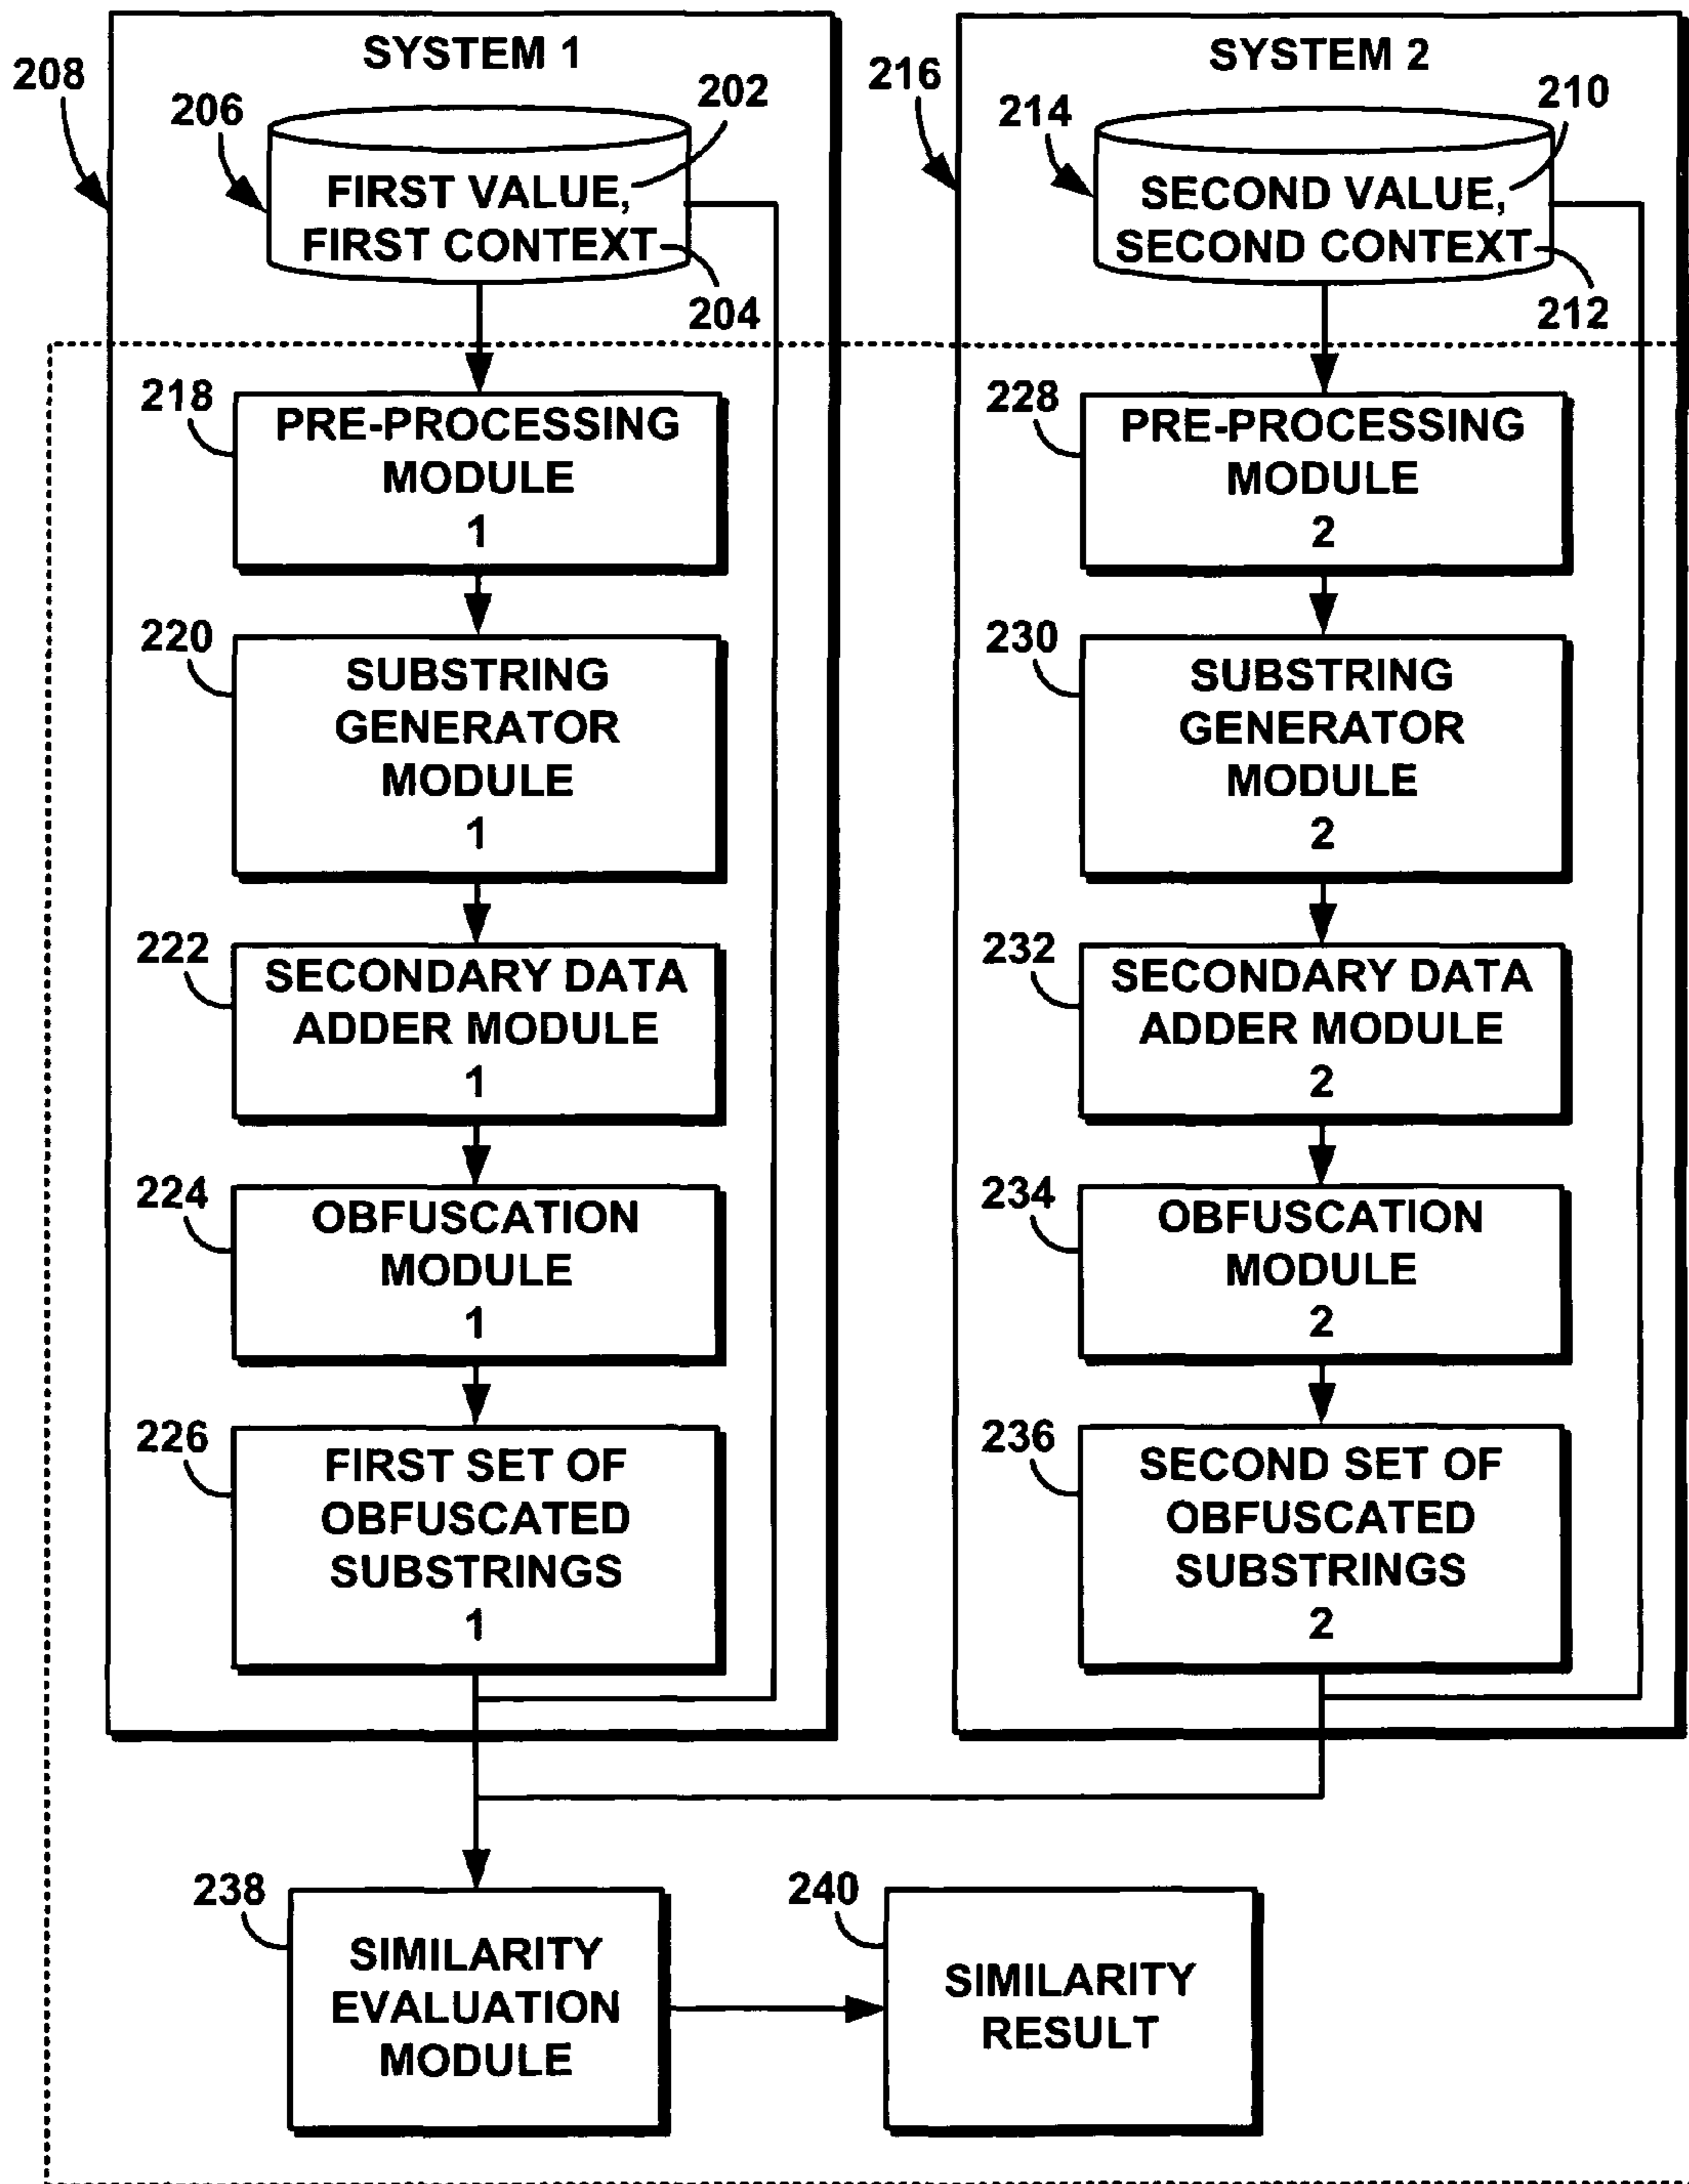 SYSTEM 1
208
206
202
FIRST VALUE,
FIRST CONTEXT
204
218
PRE-PROCESSING
MODULE
1
220
SUBSTRING
GENERATOR
MODULE
1
222
SECONDARY DATA
ADDER MODULE
1
224
OBFUSCATION
MODULE
1
226
FIRST SET OF
OBFUSCATED
SUBSTRINGS
1
SYSTEM 2
216
214
210
SECOND VALUE,
SECOND CONTEXT
212
228
PRE-PROCESSING
MODULE
2
230
SUBSTRING
GENERATOR
MODULE
2
232
SECONDARY DATA
ADDER MODULE
2
234
OBFUSCATION
MODULE
2
236
SECOND SET OF
OBFUSCATED
SUBSTRINGS
2
238
SIMILARITY
EVALUATION
MODULE
240
SIMILARITY
RESULT